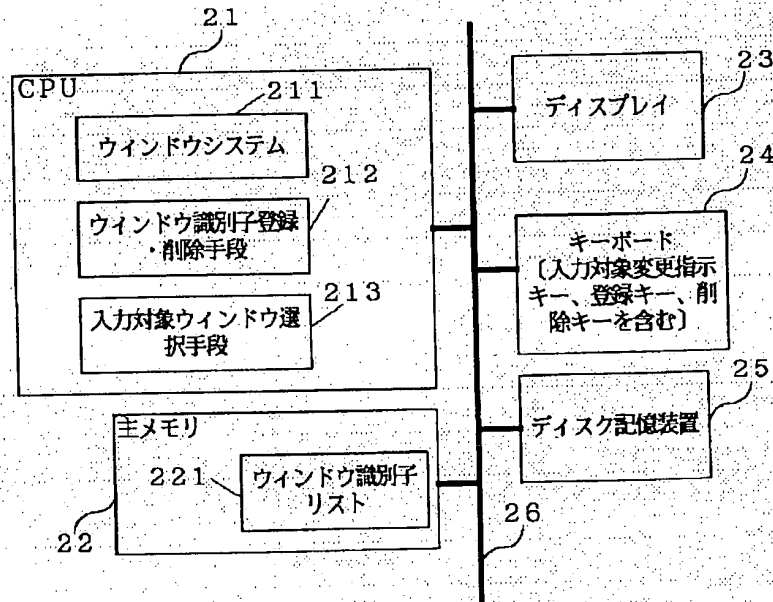 21
CPU
211
ウィンドウシステム
212
ウィンドウ識別子登録
・削除手段
213
入力対象ウィンドウ選
択手段
主メモリ
221
ウィンドウ識別子
リスト
22
23
ディスプレイ
24
キーボード
〔入力対象変更指示
キー、登録キー、削
除キーを含む〕
25
ディスク記憶装置
26